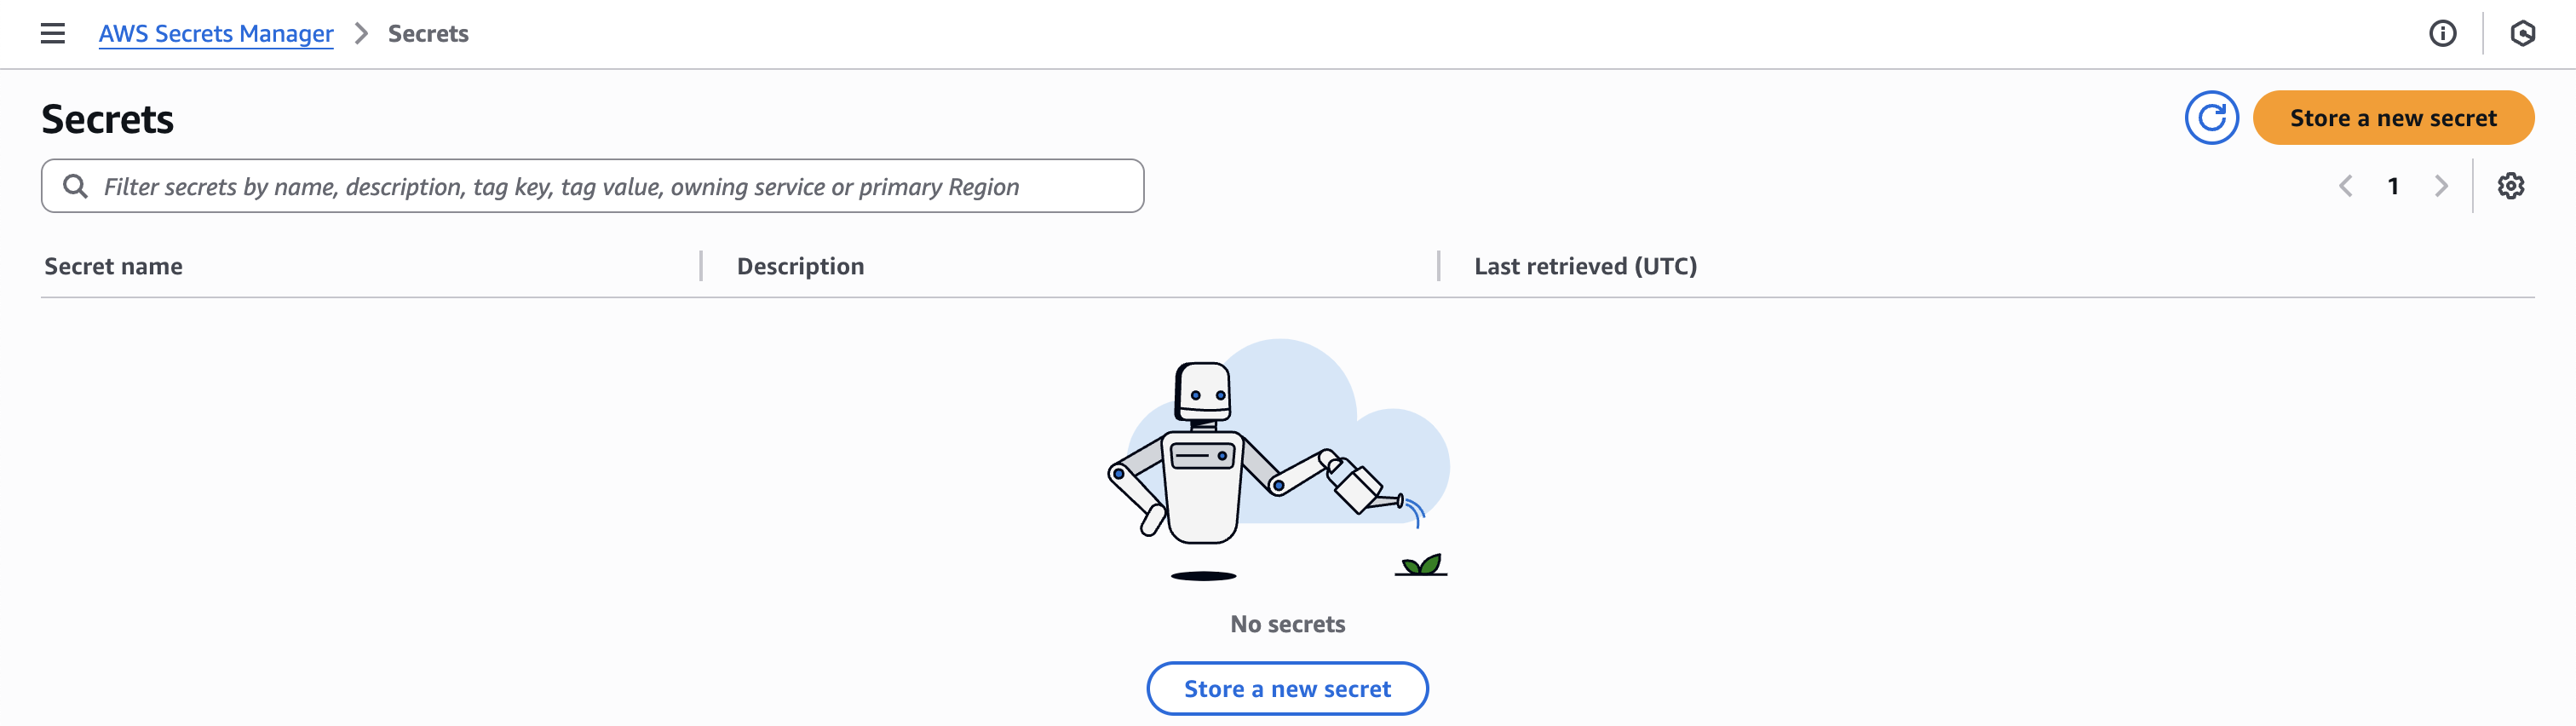 AWS Secrets Manager > Secrets
Secrets
Store a new secret
Filter secrets by name, description, tag key, tag value, owning service or primary Region
1
Secret name Description Last retrieved (UTC)
No secrets
Store a new secret